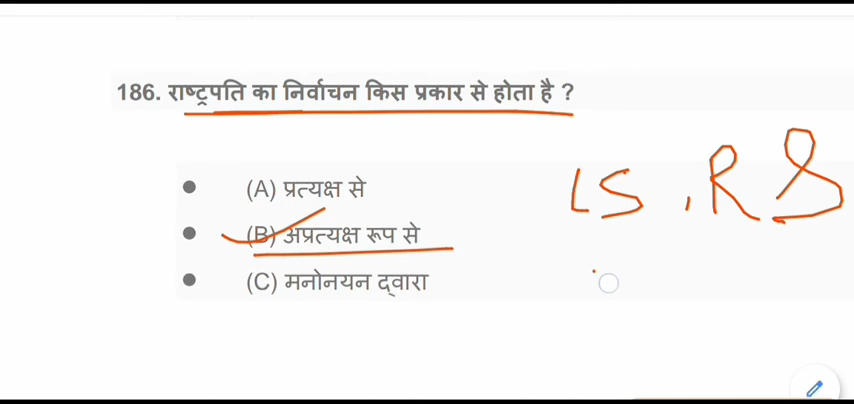 186. राष्ट्रपति का निर्वाचन किस प्रकार से होता है ?
(A) प्रत्यक्ष से
LS, RS
(B) अप्रत्यक्ष रूप से
(C) मनोनयन द्वारा